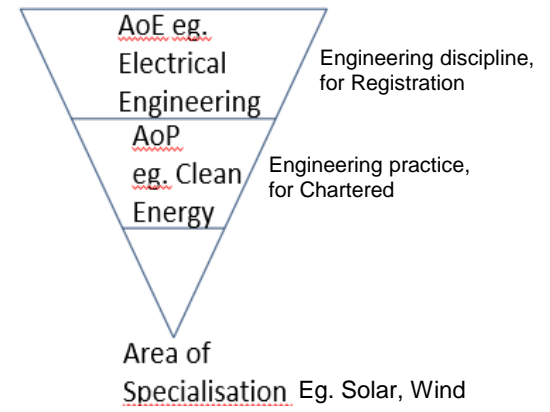 AoE eg.
Electrical
Engineering
Engineering discipline,
for Registration
AoP
eg. Clean
Energy
Engineering practice,
for Chartered
Area of
Specialisation Eg. Solar, Wind